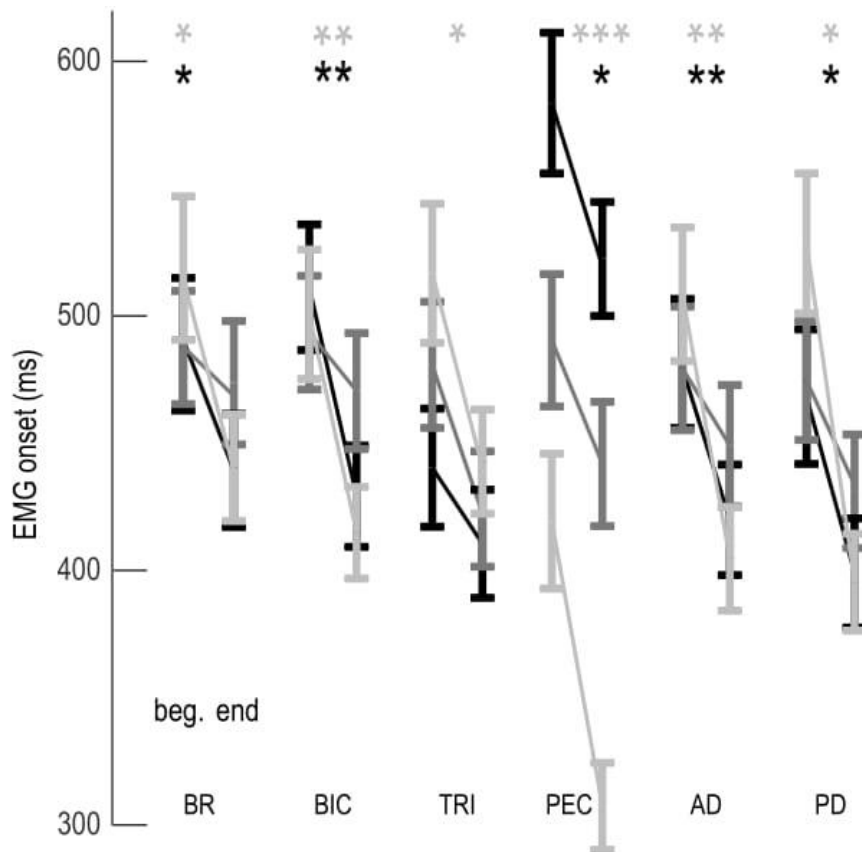 * ** * *** ** *
600
* ** * ** *
500
EMG onset (ms)
400
beg. end
BR BIC TRI PEC AD PD
300